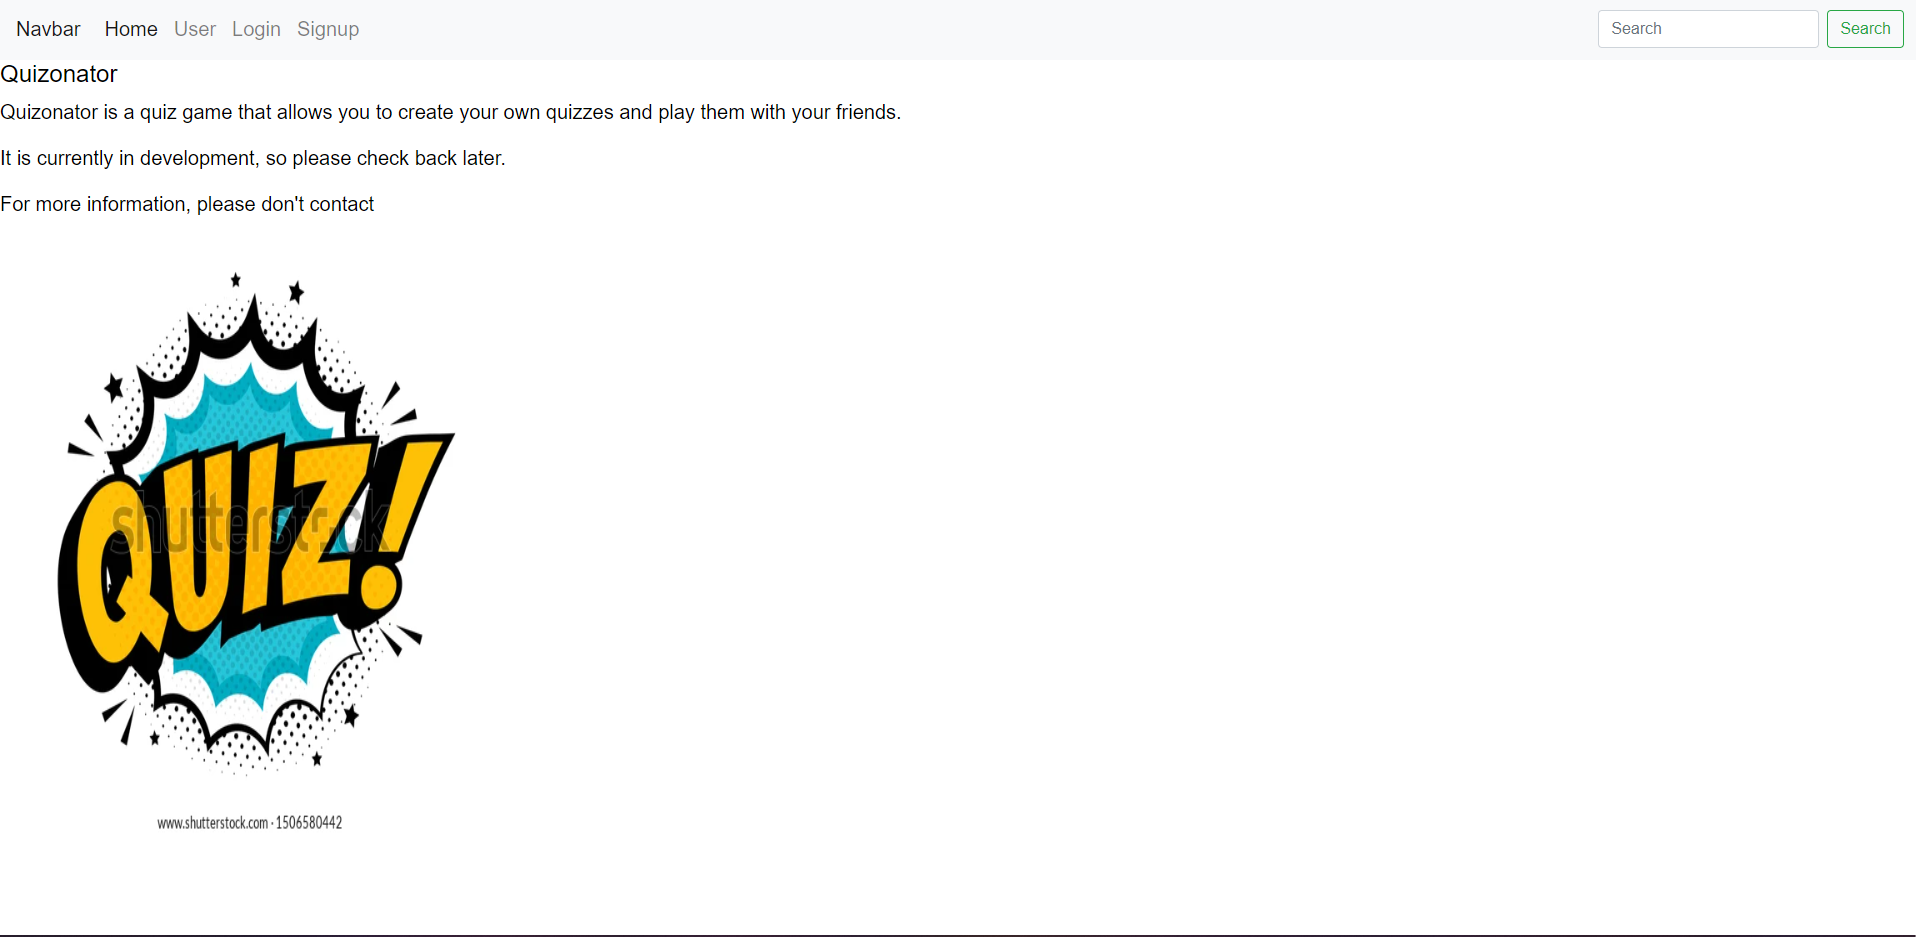 Navbar Home User Login Signup Search Search
Quizonator
Quizonator is a quiz game that allows you to create your own quizzes and play them with your friends.
It is currently in development, so please check back later.
For more information, please don't contact
QUIZ!
shutterstock
www.shutterstock.com · 1506580442